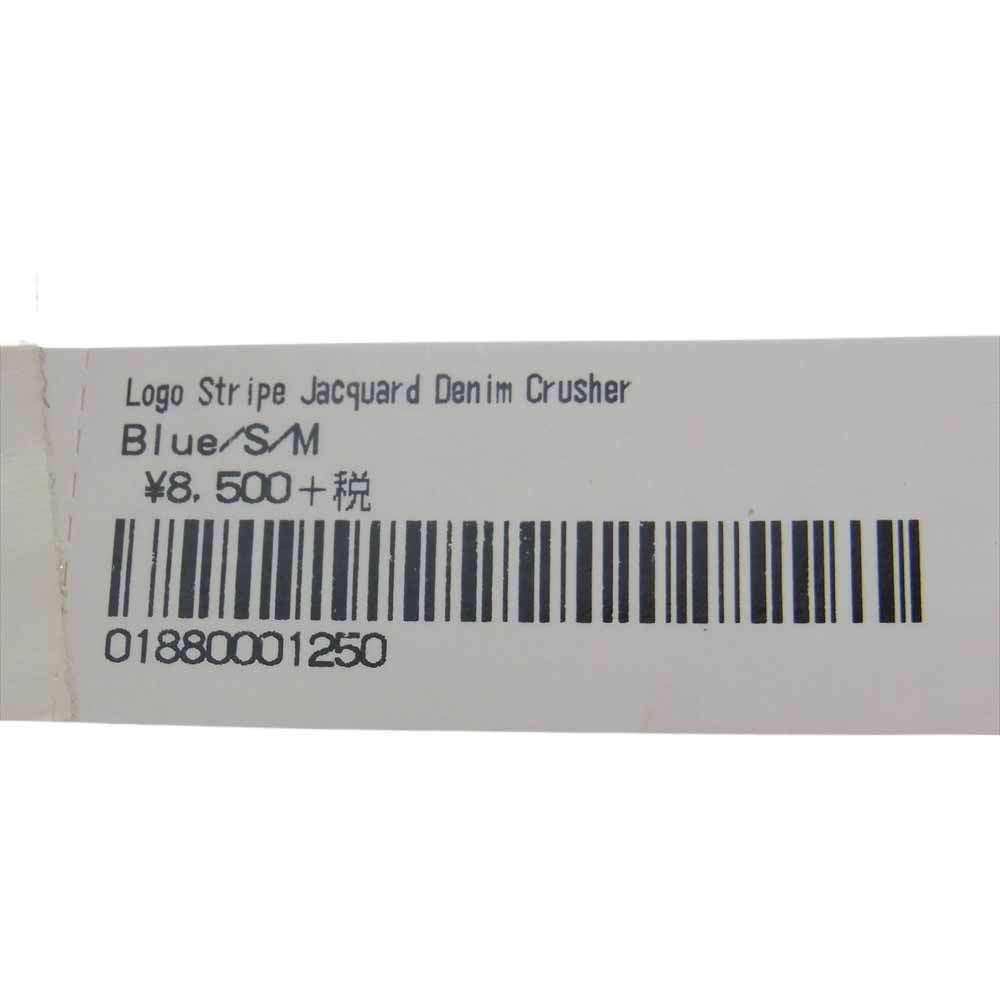 Logo Stripe Jacquard Denim Crusher
Blue/S/M
¥8,500+税
01880001250